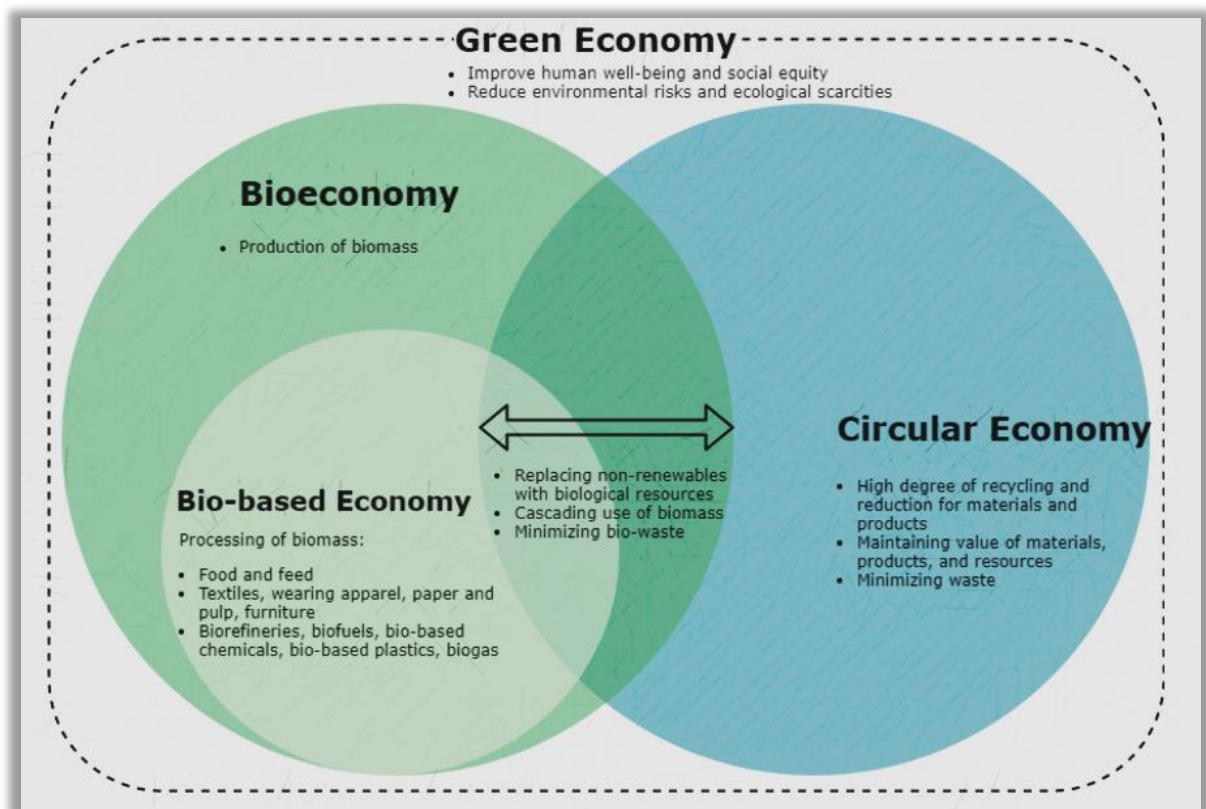 Green Economy
• Improve human well-being and social equity
• Reduce environmental risks and ecological scarcities
Bioeconomy
• Production of biomass
Bio-based Economy
Processing of biomass:
• Food and feed
• Textiles, wearing apparel, paper and
pulp, furniture
• Biorefineries, biofuels, bio-based
chemicals, bio-based plastics, biogas
• Replacing non-renewables
with biological resources
• Cascading use of biomass
• Minimizing bio-waste
Circular Economy
• High degree of recycling and
reduction for materials and
products
• Maintaining value of materials,
products, and resources
• Minimizing waste